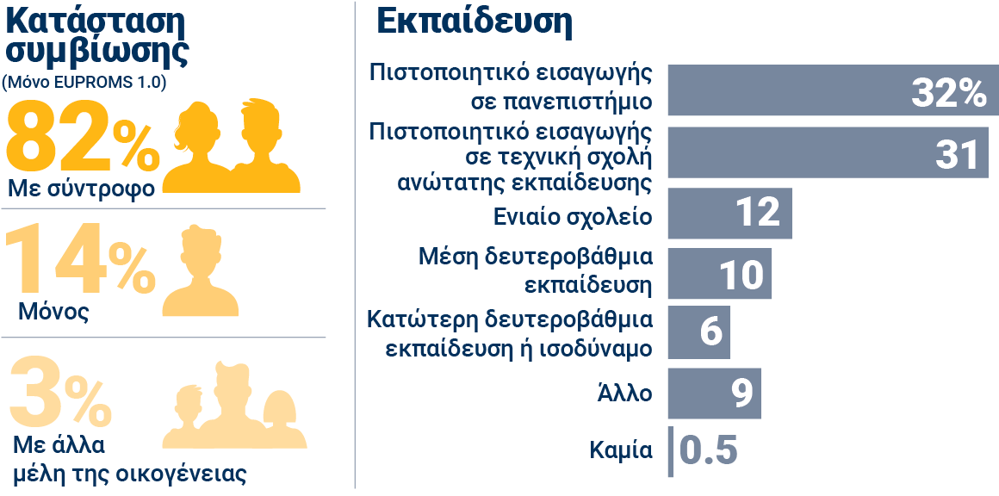 Κατάσταση
συμβίωσης
(Μόνο EUPROMS 1.0)
82%
Με σύντροφο
14%
Μόνος
3%
Με άλλα
μέλη της οικογένειας
Εκπαίδευση
Πιστοποιητικό εισαγωγής
σε πανεπιστήμιο
32%
Πιστοποιητικό εισαγωγής
σε τεχνική σχολή
ανώτατης εκπαίδευσης
31
Ενιαίο σχολείο
12
Μέση δευτεροβάθμια
εκπαίδευση
10
Κατώτερη δευτεροβάθμια
εκπαίδευση ή ισοδύναμο
6
Άλλο
9
Καμία
0.5